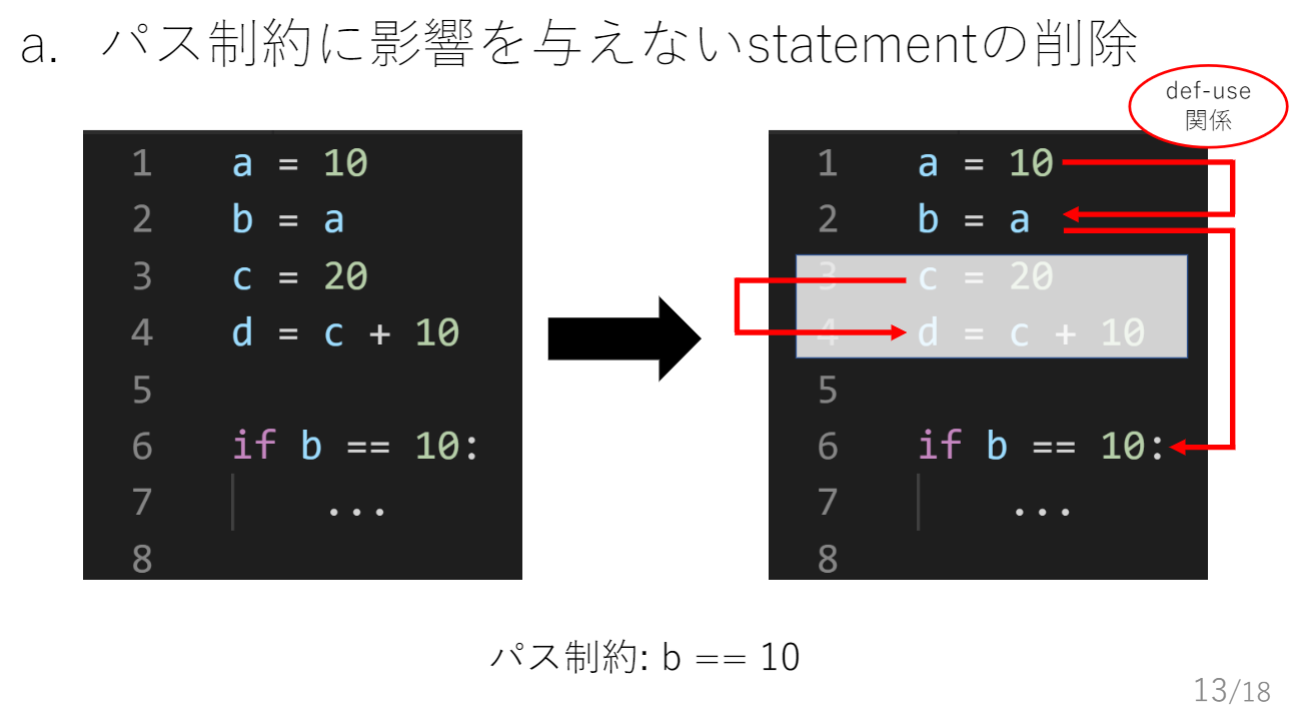 a. パス制約に影響を与えないstatementの削除
def-use
関係
1 a = 10
2 b = a
3 c = 20
4 d = c + 10
5
6 if b == 10:
7 ...
8
1 a = 10
2 b = a
3 c = 20
4 d = c + 10
5
6 if b == 10:
7 ...
8
パス制約: b == 10
13/18